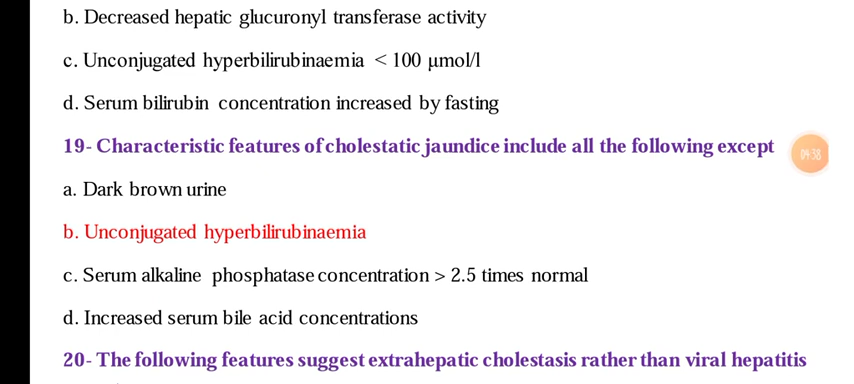 b. Decreased hepatic glucuronyl transferase activity
c. Unconjugated hyperbilirubinaemia < 100 μmol/l
d. Serum bilirubin concentration increased by fasting
19- Characteristic features of cholestatic jaundice include all the following except
09:38
a. Dark brown urine
b. Unconjugated hyperbilirubinaemia
c. Serum alkaline phosphatase concentration > 2.5 times normal
d. Increased serum bile acid concentrations
20- The following features suggest extrahepatic cholestasis rather than viral hepatitis